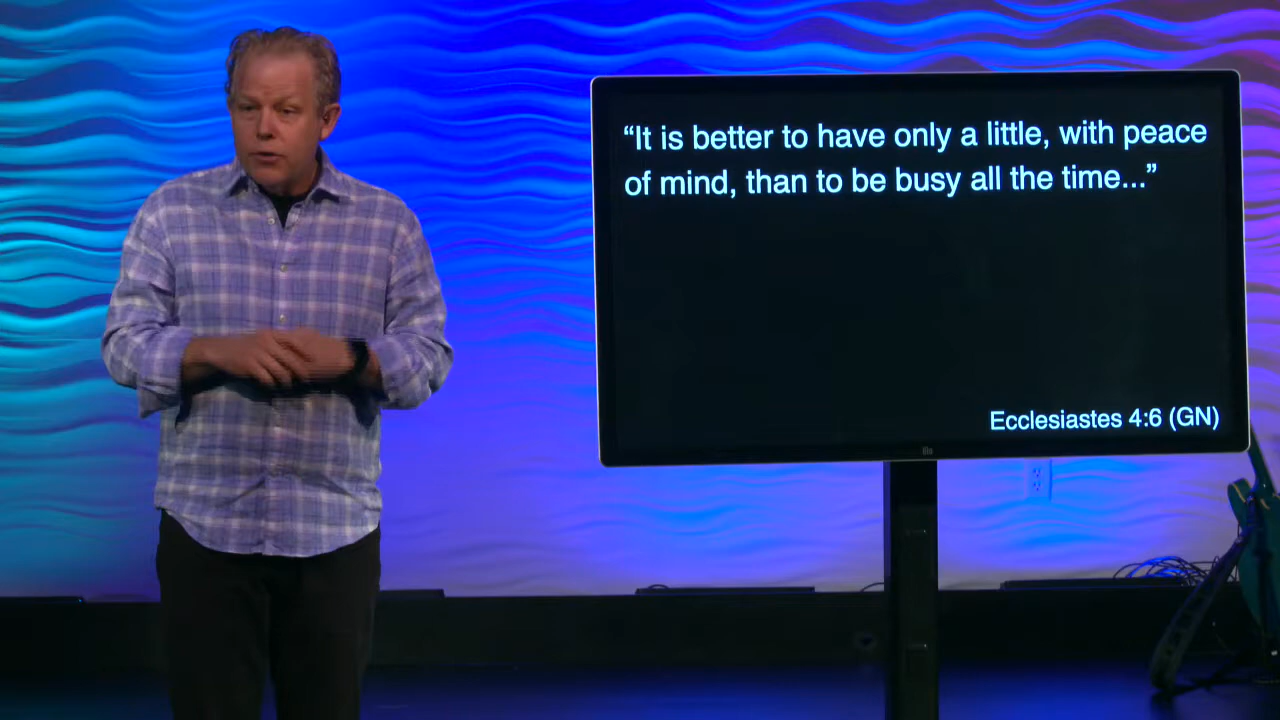 “It is better to have only a little, with peace
of mind, than to be busy all the time...”
Ecclesiastes 4:6 (GN)
elo